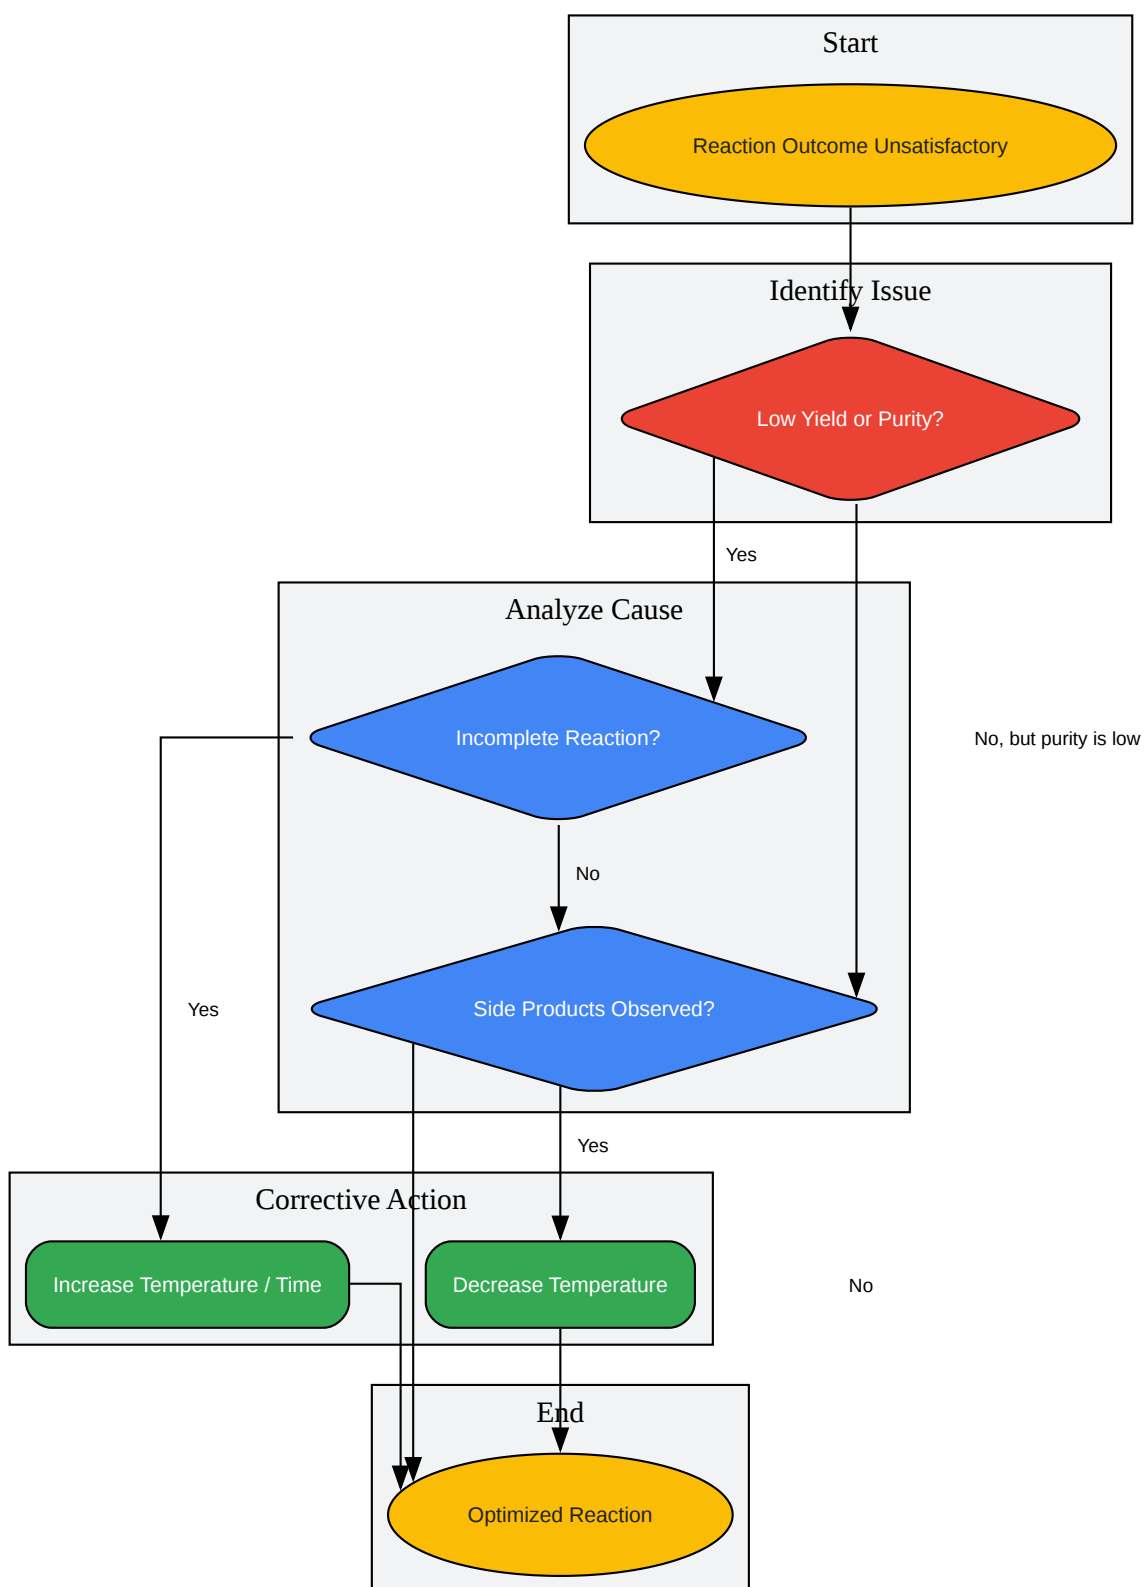 Start
Reaction Outcome Unsatisfactory
Identify Issue
Low Yield or Purity?
Yes
Analyze Cause
Incomplete Reaction?
No, but purity is low
No
Side Products Observed?
Yes
Yes
Corrective Action
Increase Temperature / Time
Decrease Temperature
No
End
Optimized Reaction